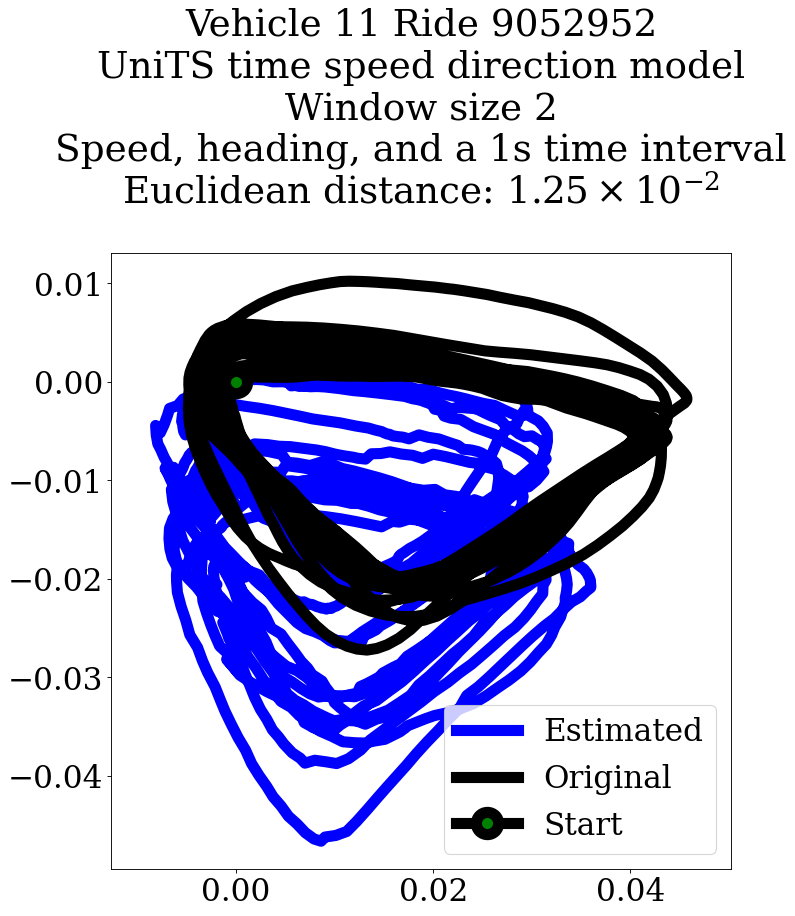 Vehicle 11 Ride 9052952
UniTS time speed direction model
Window size 2
Speed, heading, and a 1s time interval
Euclidean distance: 1.25 × 10⁻²
0.01
0.00
−0.01
−0.02
−0.03
−0.04
Estimated
Original
Start
0.00 0.02 0.04